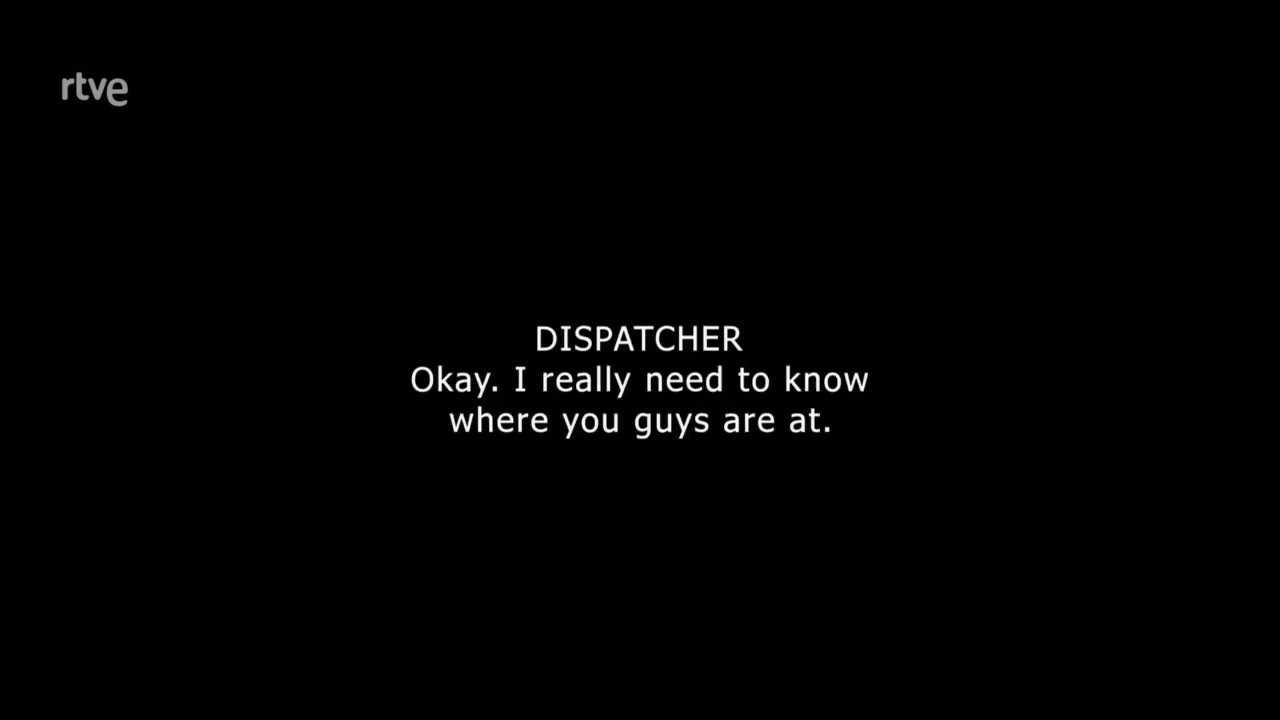 rtve
DISPATCHER
Okay. I really need to know
where you guys are at.